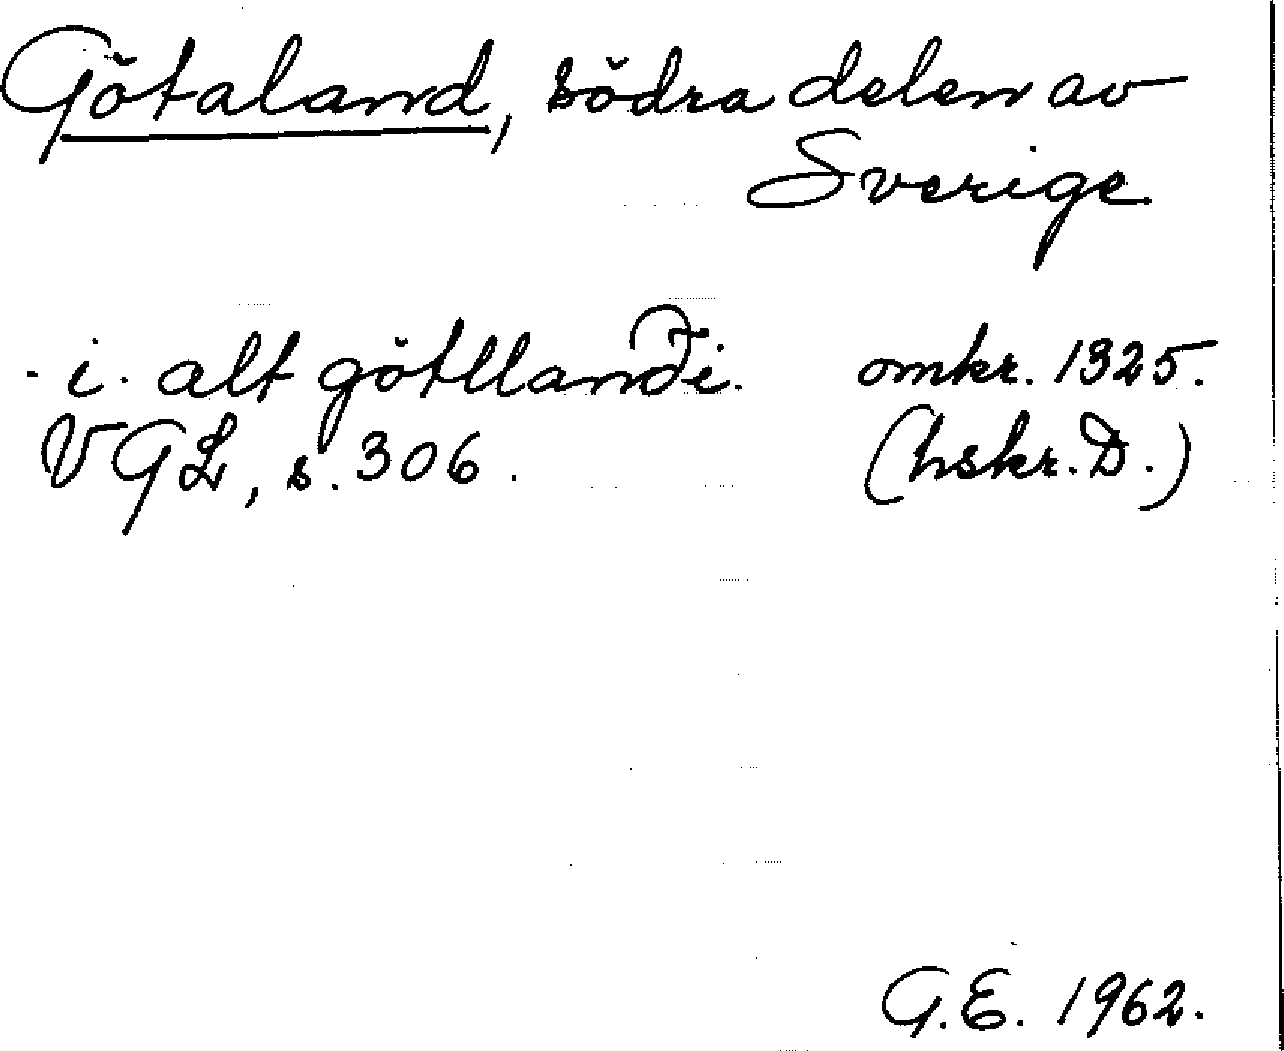 Götaland, södra delen av
Sverige
- i. alt götllandi. omkr. 1325.
VGL, s. 306. (hskr. D.)
G.E. 1962.